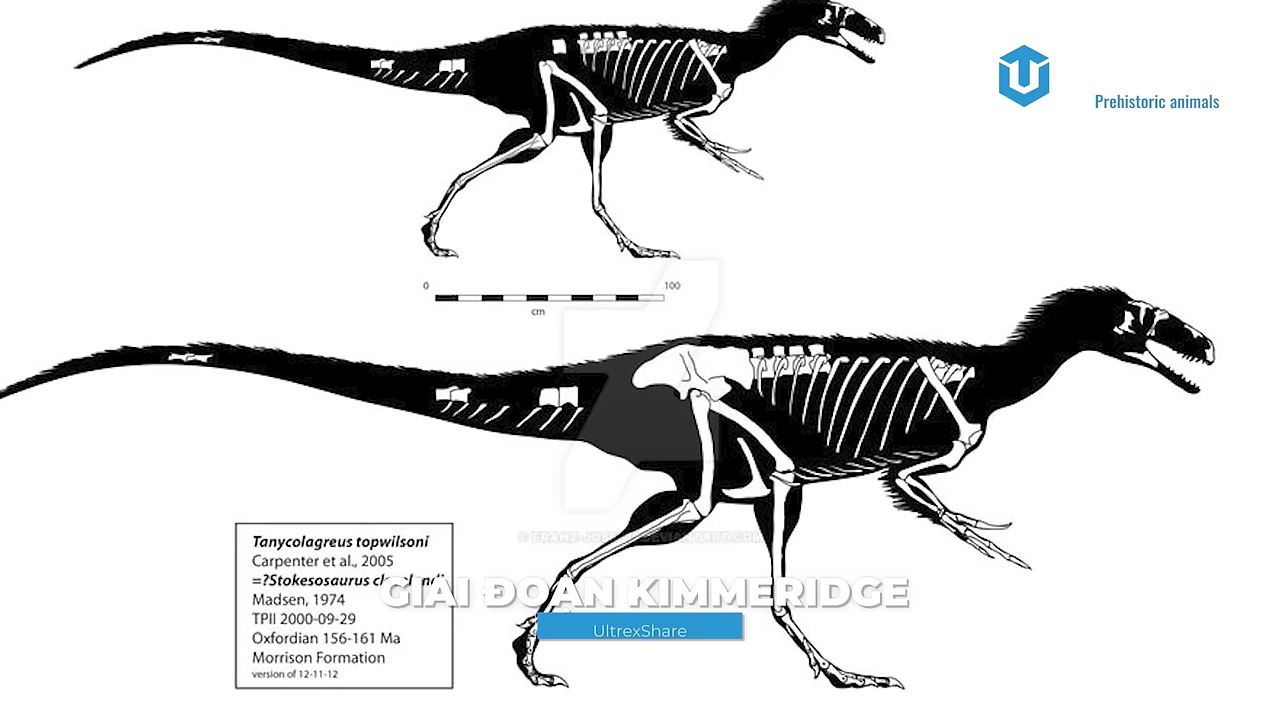 Prehistoric animals
0
100
cm
Tanycolagreus topwilsoni
Carpenter et al., 2005
=?Stokesosaurus
Madsen, 1974
TPII 2000-09-29
Oxfordian 156-161 Ma
Morrison Formation
version of 12-11-12
GIAI ĐOẠN KIMMERIDGE
UltrexShare